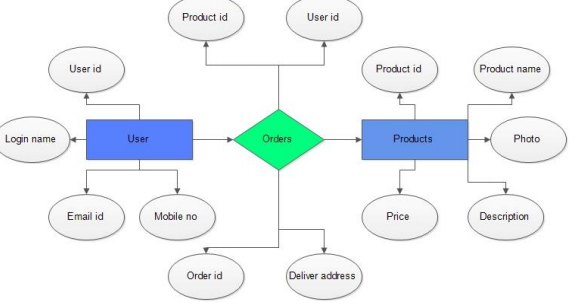 Product id
User id
User id
Product id
Product name
Login name
User
Orders
Products
Photo
Email id
Mobile no
Price
Description
Order id
Deliver address